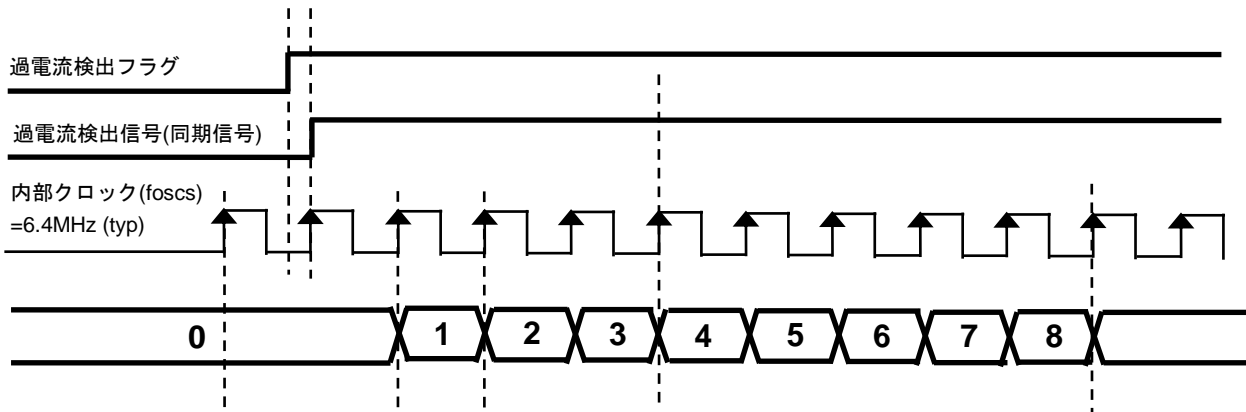 過電流検出フラグ
過電流検出信号(同期信号)
内部クロック(foscs)
=6.4MHz (typ)
0 1 2 3 4 5 6 7 8